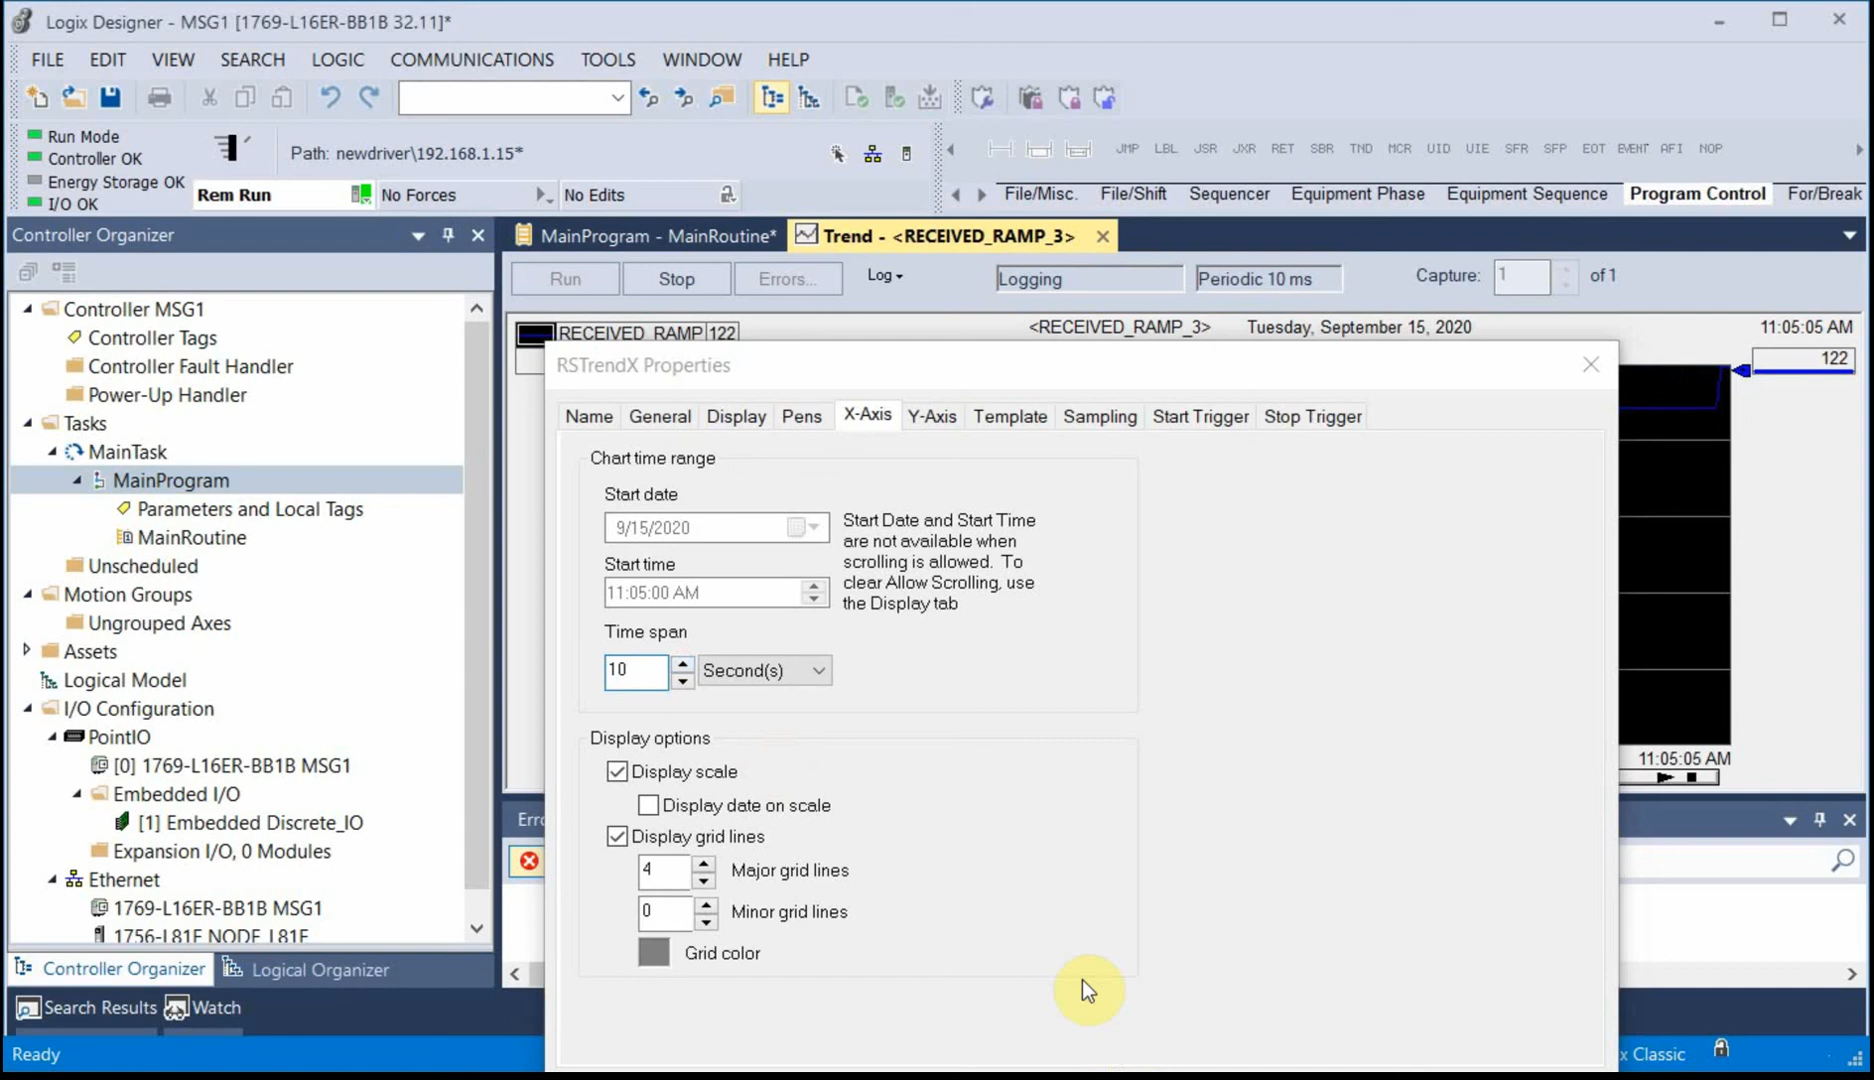 Logix Designer - MSG1 [1769-L16ER-BB1B 32.11]*
FILE EDIT VIEW SEARCH LOGIC COMMUNICATIONS TOOLS WINDOW HELP
Run Mode
Controller OK
Energy Storage OK
I/O OK
Path: newdriver\192.168.1.15*
Rem Run No Forces No Edits
JMP LBL JSR JXR RET SBR TND MCR UID UIE SFR SFP EOT EVENT AFI NOP
File/Misc. File/Shift Sequencer Equipment Phase Equipment Sequence Program Control For/Break
Controller Organizer
MainProgram - MainRoutine* Trend - <RECEIVED_RAMP_3>
Run Stop Errors... Log Logging Periodic 10 ms Capture: 1 of 1
Controller MSG1
Controller Tags
Controller Fault Handler
Power-Up Handler
Tasks
MainTask
MainProgram
Parameters and Local Tags
MainRoutine
Unscheduled
Motion Groups
Ungrouped Axes
Assets
Logical Model
I/O Configuration
PointIO
[0] 1769-L16ER-BB1B MSG1
Embedded I/O
[1] Embedded Discrete_IO
Expansion I/O, 0 Modules
Ethernet
1769-L16ER-BB1B MSG1
1756-L81E NODE_L81E
Controller Organizer Logical Organizer
Search Results Watch
Ready
RECEIVED_RAMP 122
<RECEIVED_RAMP_3> Tuesday, September 15, 2020 11:05:05 AM
122
RSTrendX Properties
Name General Display Pens X-Axis Y-Axis Template Sampling Start Trigger Stop Trigger
Chart time range
Start date
9/15/2020
Start time
11:05:00 AM
Start Date and Start Time
are not available when
scrolling is allowed. To
clear Allow Scrolling, use
the Display tab
Time span
10 Second(s)
Display options
Display scale
Display date on scale
Display grid lines
4 Major grid lines
0 Minor grid lines
Grid color
11:05:05 AM
Erro
x Classic